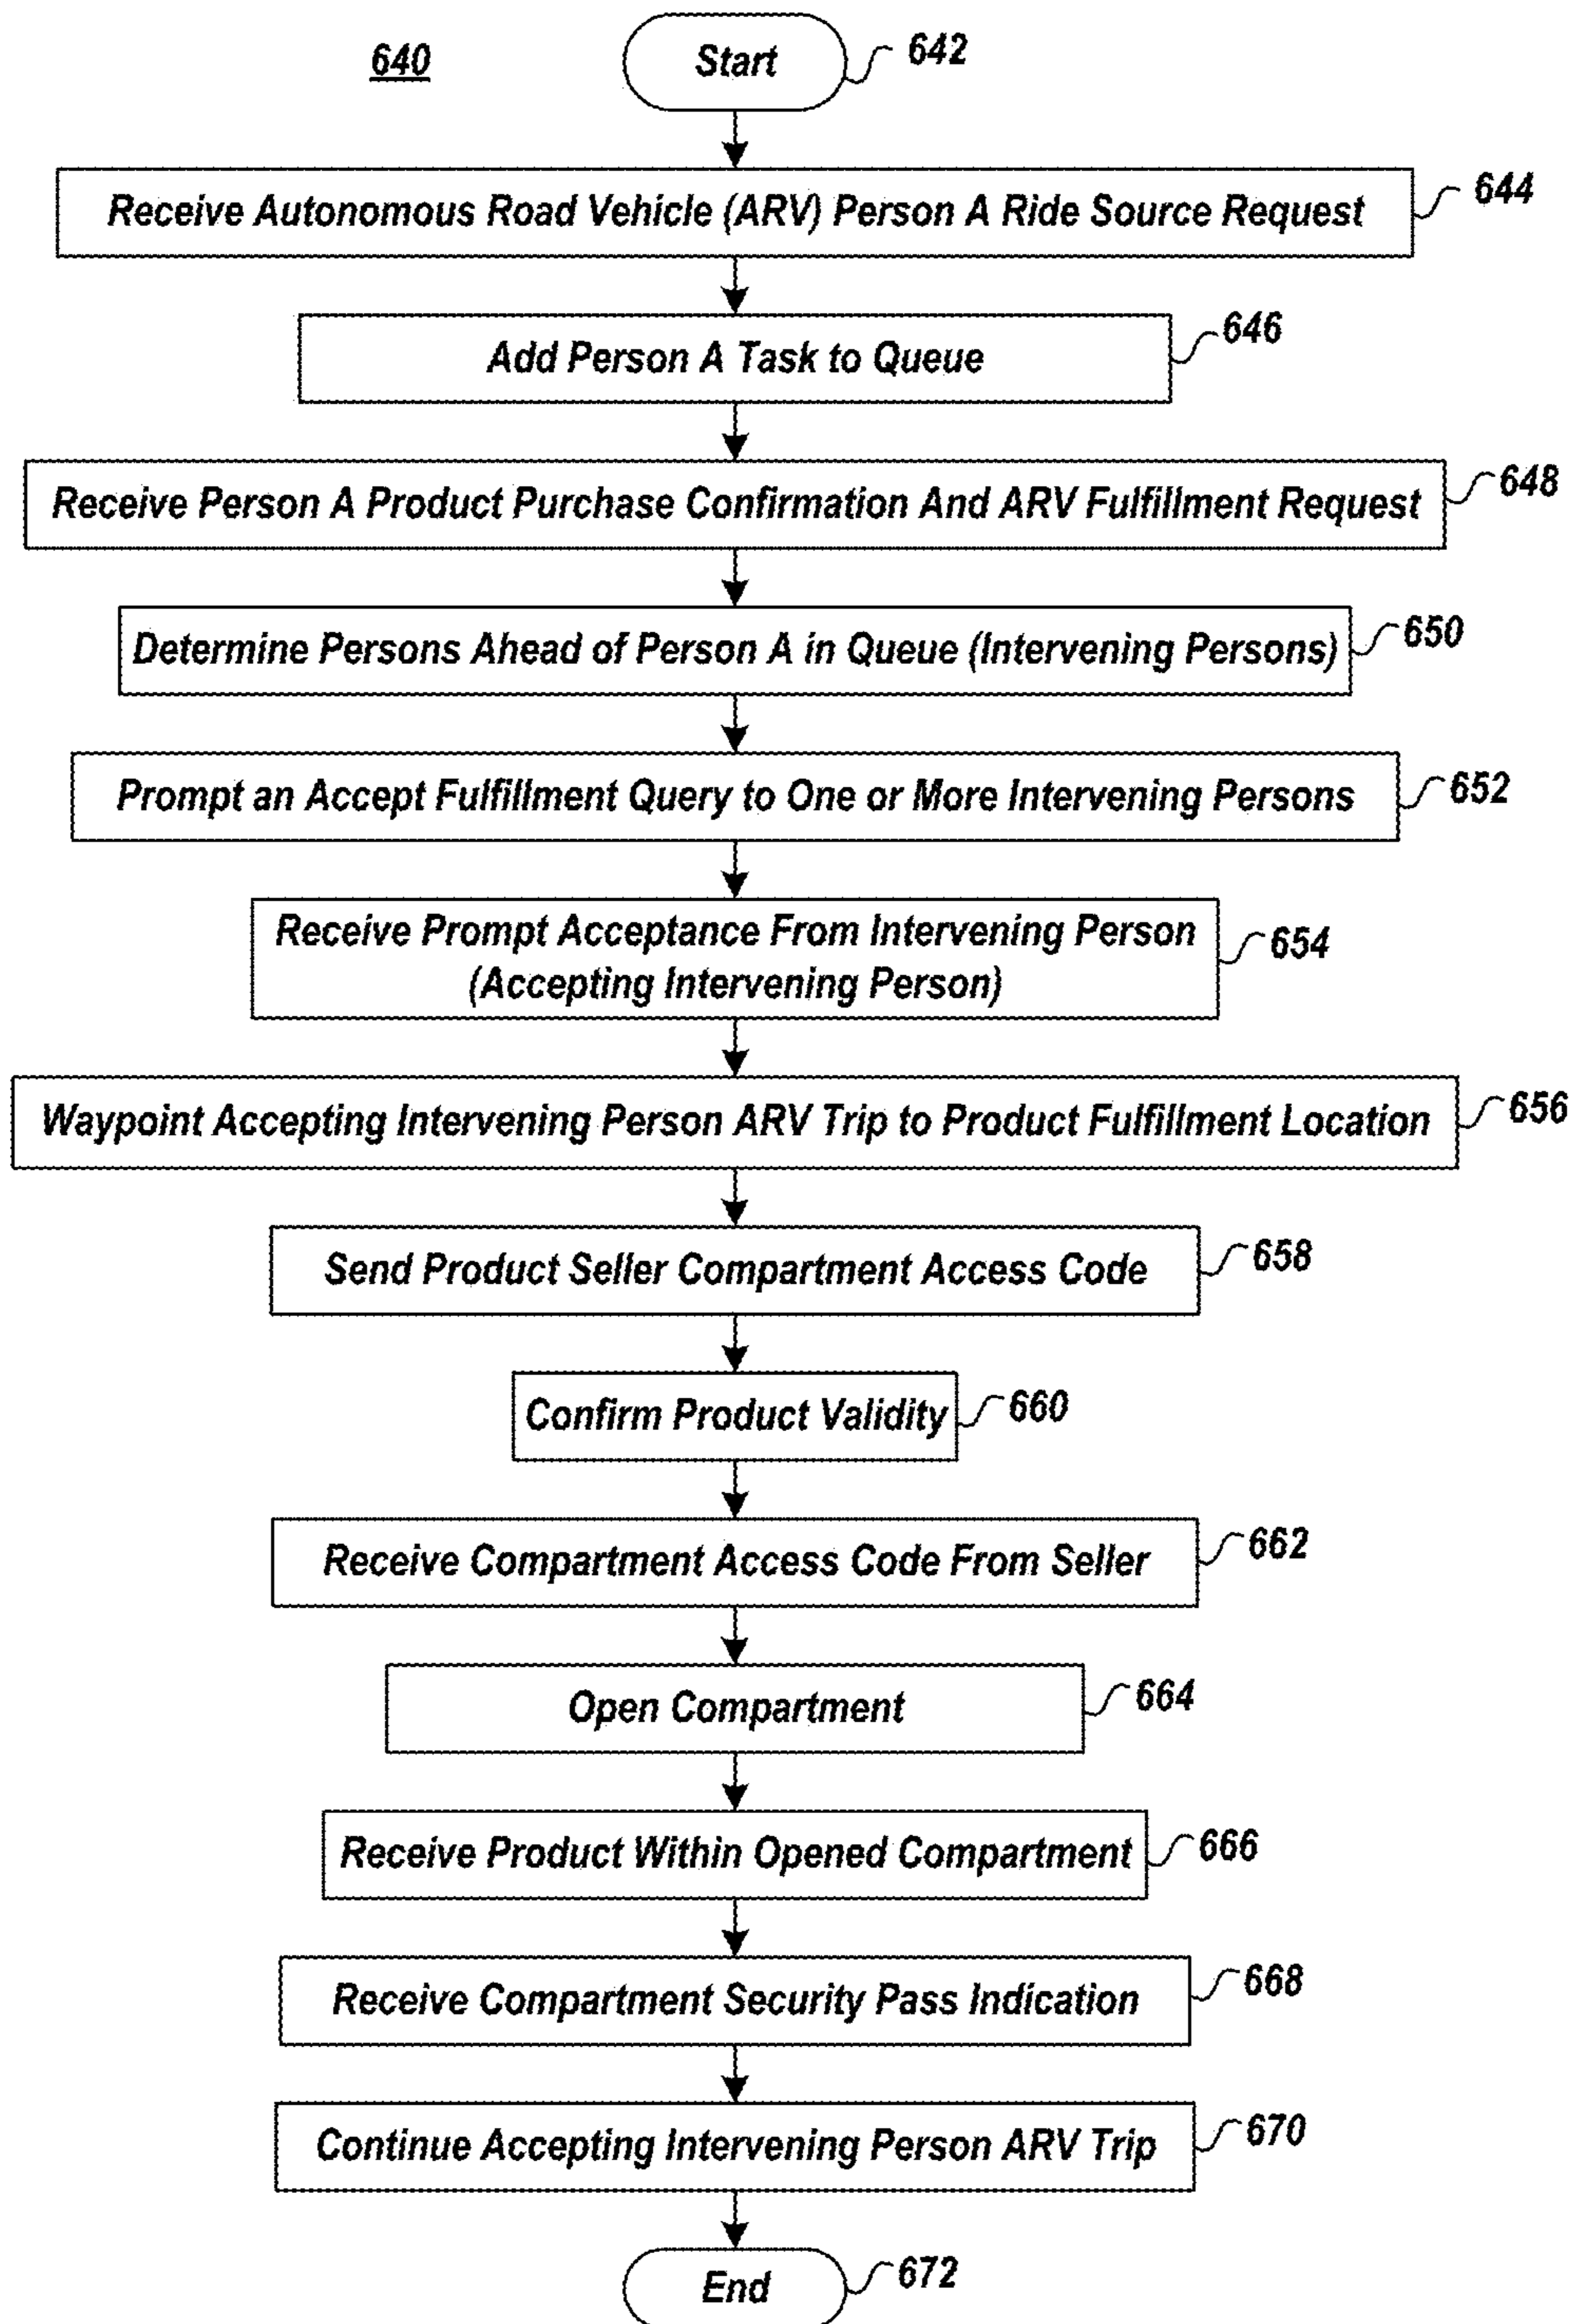 640
Start
642
Receive Autonomous Road Vehicle (ARV) Person A Ride Source Request
644
Add Person A Task to Queue
646
Receive Person A Product Purchase Confirmation And ARV Fulfillment Request
648
Determine Persons Ahead of Person A in Queue (Intervening Persons)
650
Prompt an Accept Fulfillment Query to One or More Intervening Persons
652
Receive Prompt Acceptance From Intervening Person
(Accepting Intervening Person)
654
Waypoint Accepting Intervening Person ARV Trip to Product Fulfillment Location
656
Send Product Seller Compartment Access Code
658
Confirm Product Validity
660
Receive Compartment Access Code From Seller
662
Open Compartment
664
Receive Product Within Opened Compartment
666
Receive Compartment Security Pass Indication
668
Continue Accepting Intervening Person ARV Trip
670
End
672